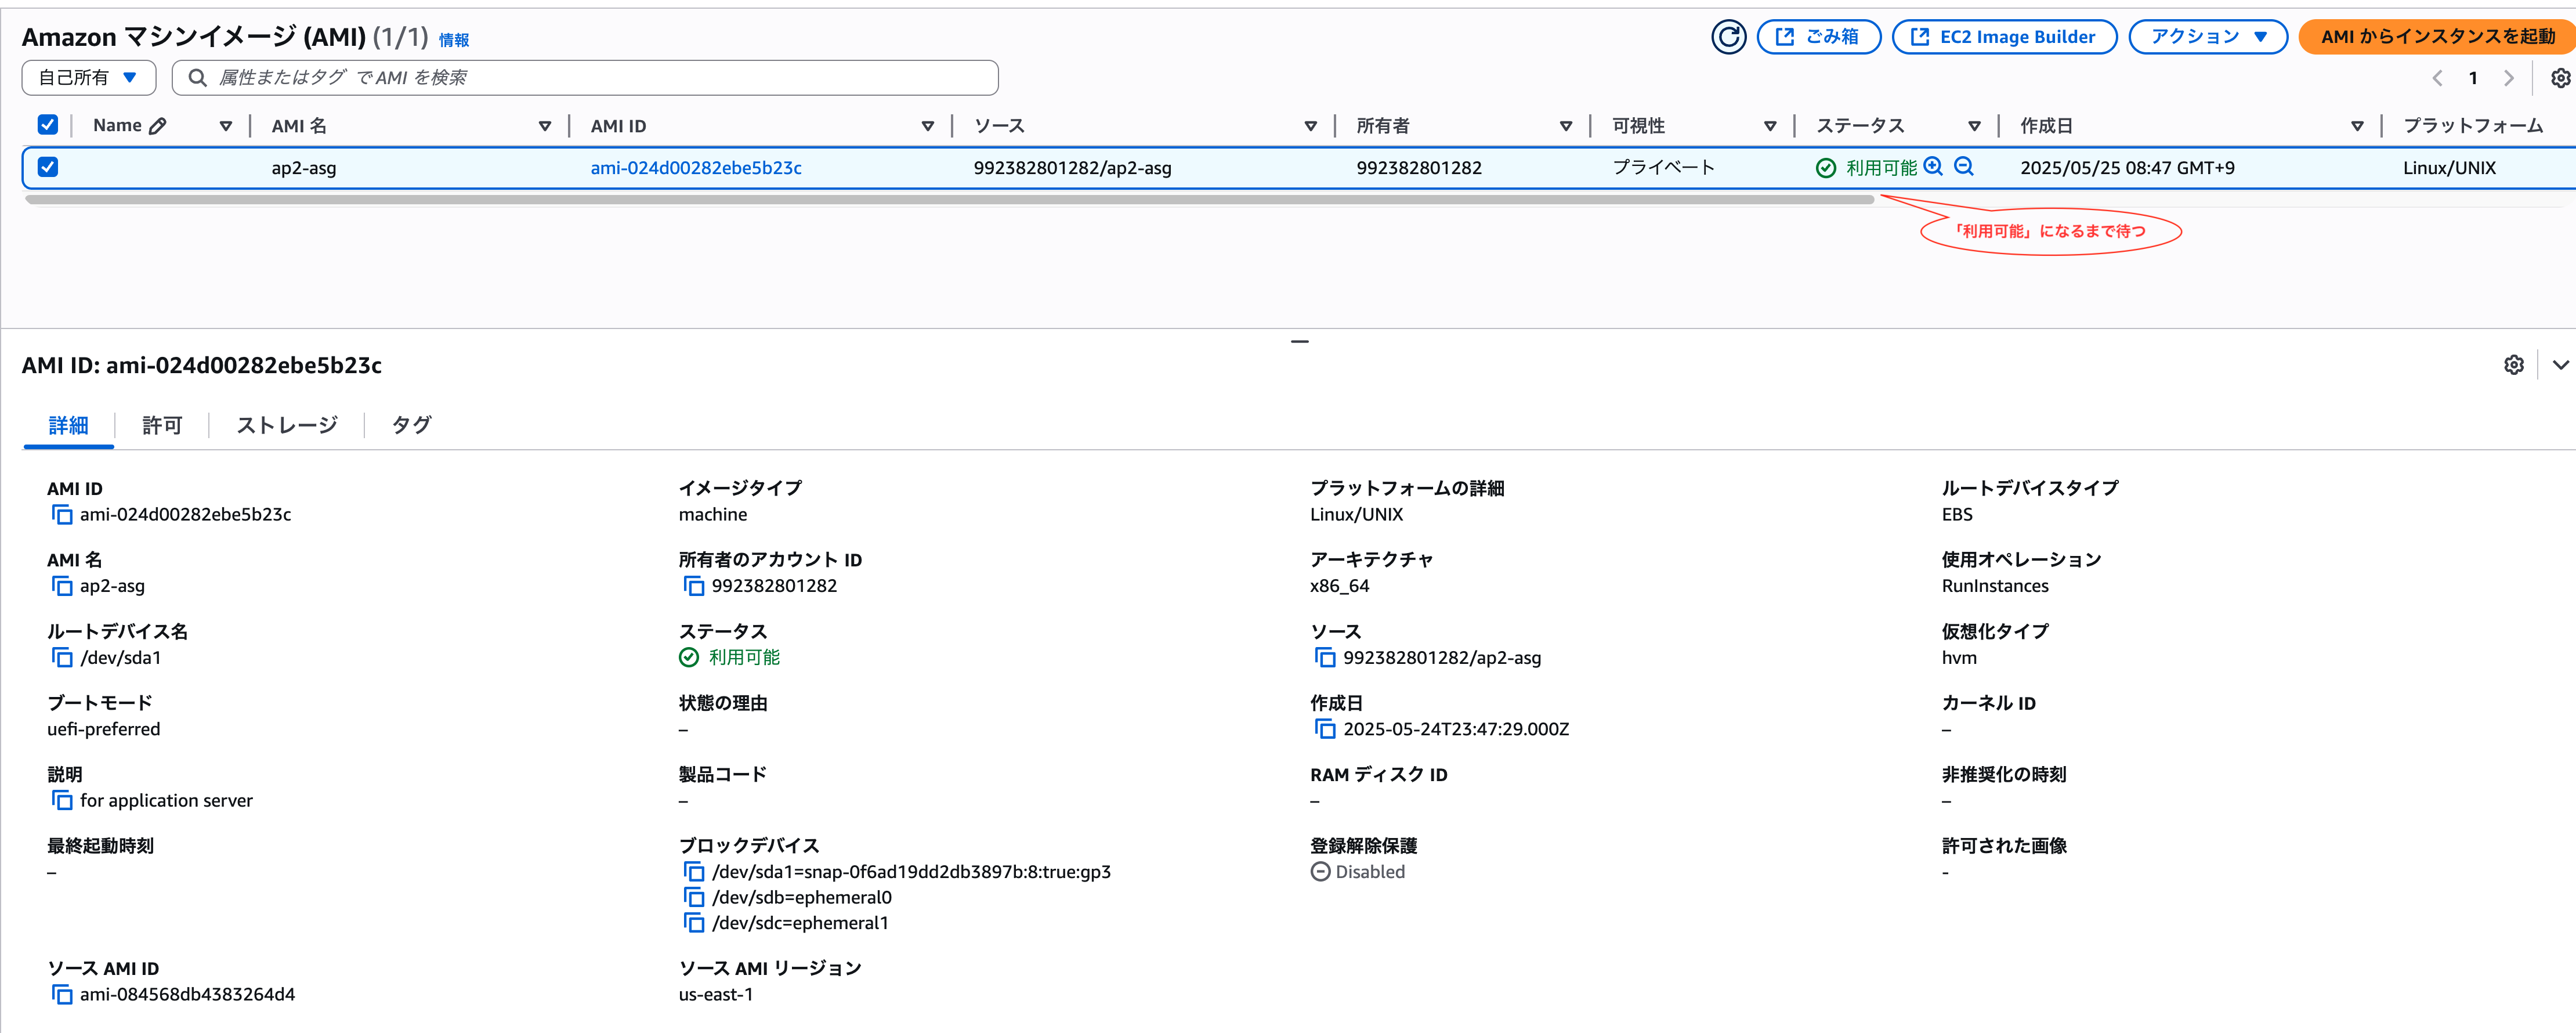 Amazon マシンイメージ (AMI) (1/1) 情報
ごみ箱
EC2 Image Builder
アクション
AMI からインスタンスを起動
自己所有
属性またはタグ で AMI を検索
1
Name AMI 名 AMI ID ソース 所有者 可視性 ステータス 作成日 プラットフォーム
ap2-asg ami-024d00282ebe5b23c 992382801282/ap2-asg 992382801282 プライベート 利用可能 2025/05/25 08:47 GMT+9 Linux/UNIX
「利用可能」になるまで待つ
AMI ID: ami-024d00282ebe5b23c
詳細 許可 ストレージ タグ
AMI ID イメージタイプ プラットフォームの詳細 ルートデバイスタイプ
ami-024d00282ebe5b23c machine Linux/UNIX EBS
AMI 名 所有者のアカウント ID アーキテクチャ 使用オペレーション
ap2-asg 992382801282 x86_64 RunInstances
ルートデバイス名 ステータス ソース 仮想化タイプ
/dev/sda1 利用可能 992382801282/ap2-asg hvm
ブートモード 状態の理由 作成日 カーネル ID
uefi-preferred – 2025-05-24T23:47:29.000Z –
説明 製品コード RAM ディスク ID 非推奨化の時刻
for application server – – –
最終起動時刻 ブロックデバイス 登録解除保護 許可された画像
– /dev/sda1=snap-0f6ad19dd2db3897b:8:true:gp3 Disabled -
/dev/sdb=ephemeral0
/dev/sdc=ephemeral1
ソース AMI ID ソース AMI リージョン
ami-084568db4383264d4 us-east-1